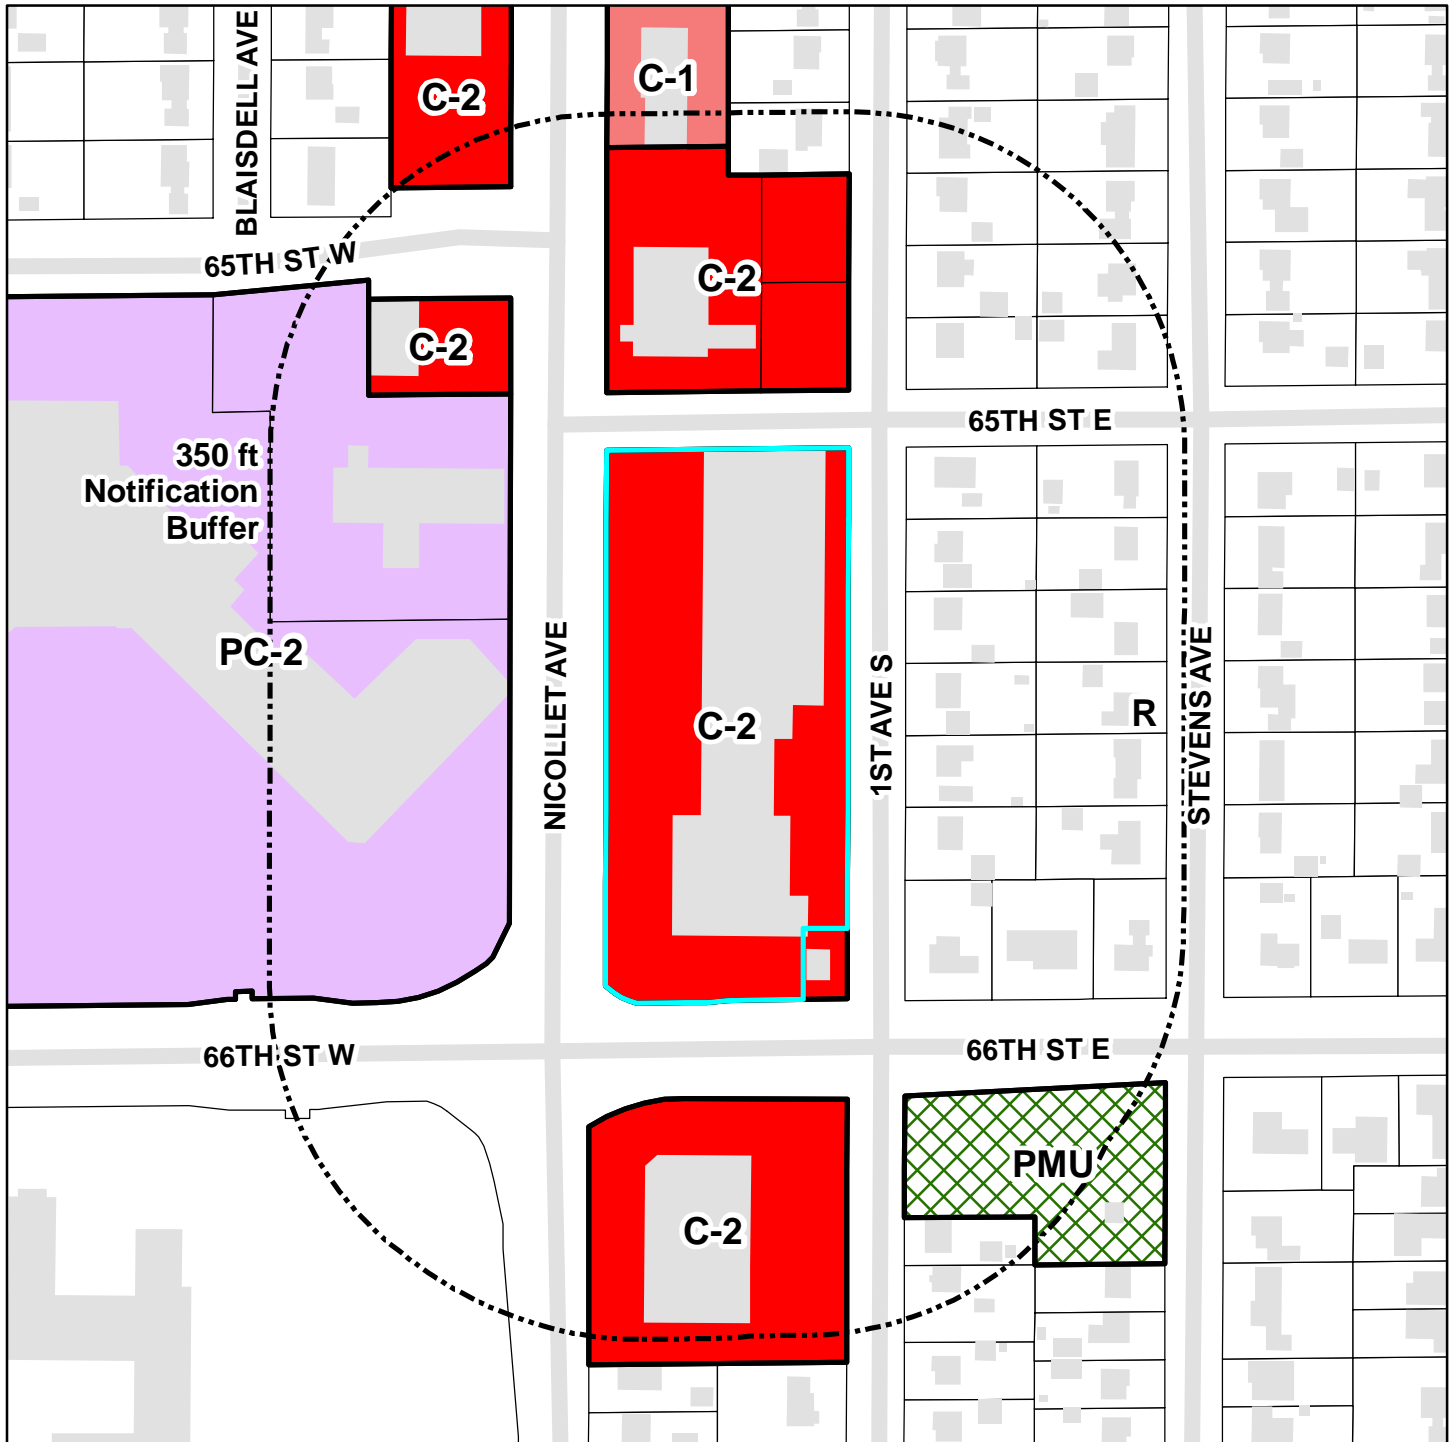 BLAISDELL AVE
C-2
C-1
65TH ST W
C-2
C-2
65TH ST E
350 ft
Notification
Buffer
PC-2
NICOLLET AVE
C-2
1ST AVE S
R
STEVENS AVE
66TH ST W
66TH ST E
PMU
C-2